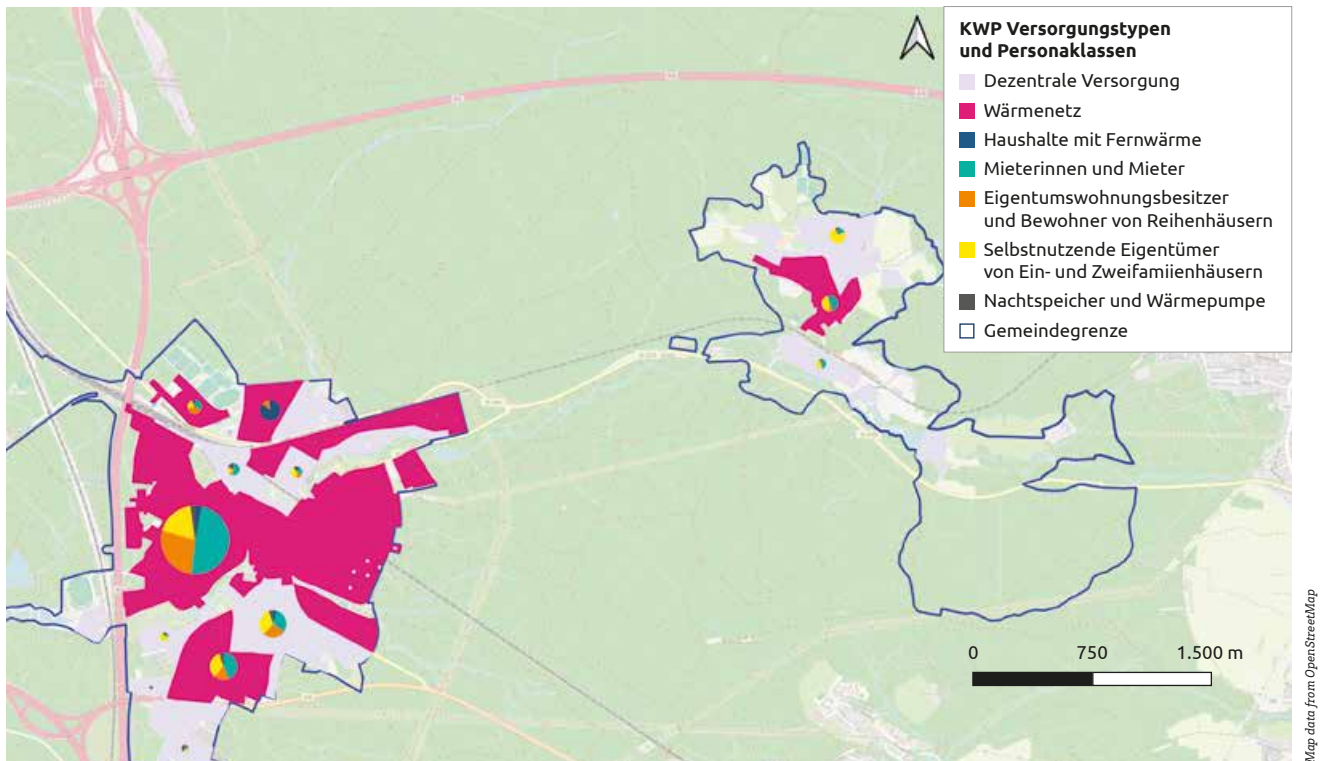 KWP Versorgungstypen
und Personaklassen
Dezentrale Versorgung
Wärmenetz
Haushalte mit Fernwärme
Mieterinnen und Mieter
Eigentumswohnungsbesitzer
und Bewohner von Reihenhäusern
Selbstnutzende Eigentümer
von Ein- und Zweifamiienhäusern
Nachtspeicher und Wärmepumpe
Gemeindegrenze
0 750 1.500 m
Map data from OpenStreetMap